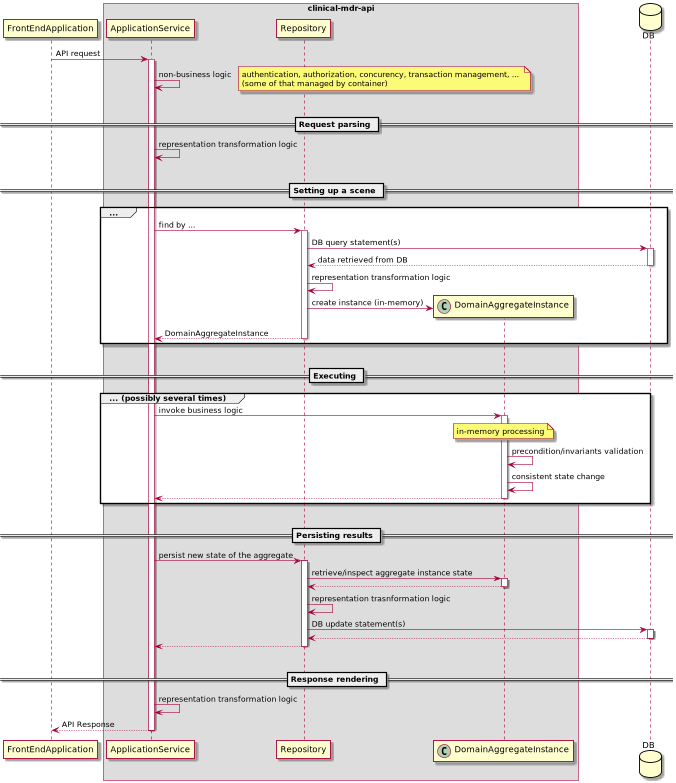 clinical-mdr-api
FrontEndApplication
ApplicationService
Repository
DB
API request
non-business logic
authentication, authorization, concurency, transaction management, ...
(some of that managed by container)
Request parsing
representation transformation logic
Setting up a scene
...
find by ...
DB query statement(s)
data retrieved from DB
representation transformation logic
create instance (in-memory)
C DomainAggregateInstance
DomainAggregateInstance
Executing
... (possibly several times)
invoke business logic
in-memory processing
precondition/invariants validation
consistent state change
Persisting results
persist new state of the aggregate
retrieve/inspect aggregate instance state
representation trasnformation logic
DB update statement(s)
Response rendering
representation transformation logic
API Response
FrontEndApplication
ApplicationService
Repository
C DomainAggregateInstance
DB